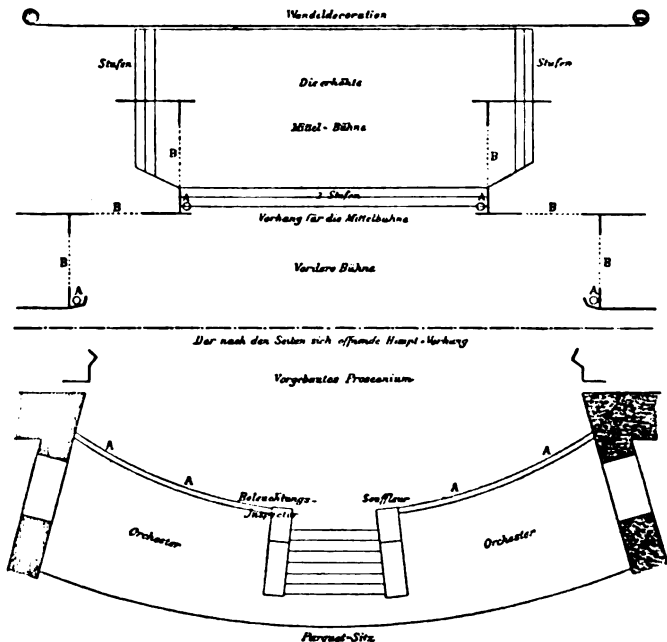 Wandeldecoration
Stufen
Stufen
Die erhöhte
Mittel-Bühne
B
B
3 Stufen
A
A
B
B
Vorhang für die Mittelbühne
B
B
Vordere Bühne
A
A
Der nach den Seiten sich öffnende Haupt-Vorhang
Vorgebautes Proscenium
A
A
A
A
Beleuchtungs-
Inspector
Souffleur
Orchester
Orchester
Parquet-Sitz